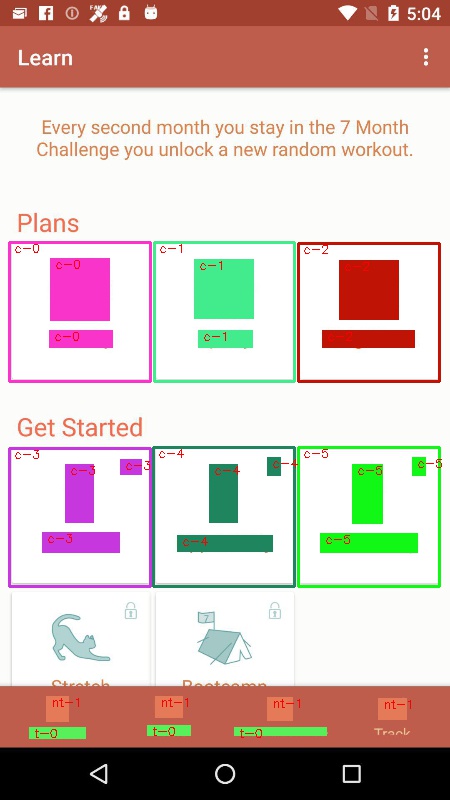 FAKE
5:04
Learn
Every second month you stay in the 7 Month
Challenge you unlock a new random workout.
Plans
c-0 c-1 c-2
c-0 c-1 c-2
c-0 c-1
Get Started
c-3 c-4 c-5
c-3 c-3 c-4 c-4 c-5 c-5
c-3 c-4 c-5
7
Stretch Bootcamp
nt-1 nt-1 nt-1 nt-1
t-0 t-0 t-0 Track